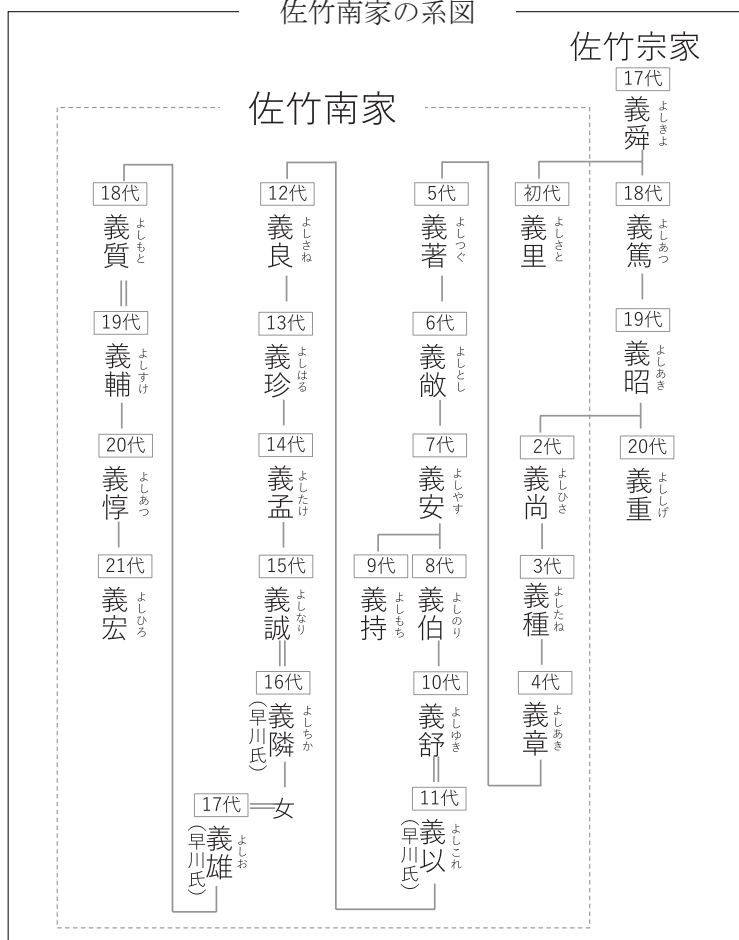 佐竹南家の系図
佐竹宗家
17代
義舜
よしきよ
18代
義篤
よしあつ
19代
義昭
よしあき
20代
義重
よししげ
佐竹南家
初代
義里
よしさと
2代
義尚
よしひさ
3代
義種
よしたね
4代
義章
よしあき
5代
義著
よしつぐ
6代
義敞
よしとし
7代
義安
よしやす
8代
義伯
よしのり
9代
義持
よしもち
10代
義舒
よしゆき
11代
義以
よしこれ
(早川氏)
12代
義良
よしさね
13代
義珍
よしはる
14代
義孟
よしたけ
15代
義誠
よしなり
16代
義隣
よしちか
(早川氏)
女
17代
義雄
よしお
(早川氏)
18代
義質
よしもと
19代
義輔
よしすけ
20代
義惇
よしあつ
21代
義宏
よしひろ